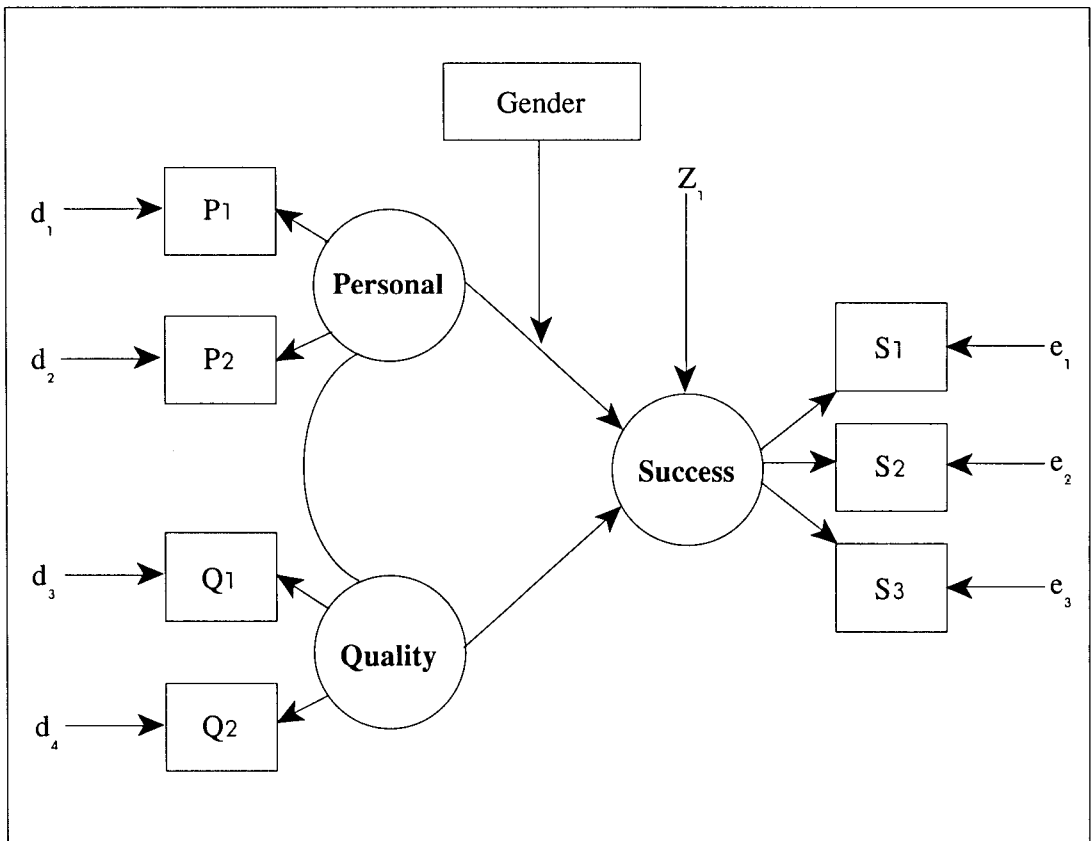 Gender
Z₁
d₁
P1
Personal
d₂
P2
S1
e₁
Success
S2
e₂
d₃
Q1
S3
e₃
Quality
d₄
Q2